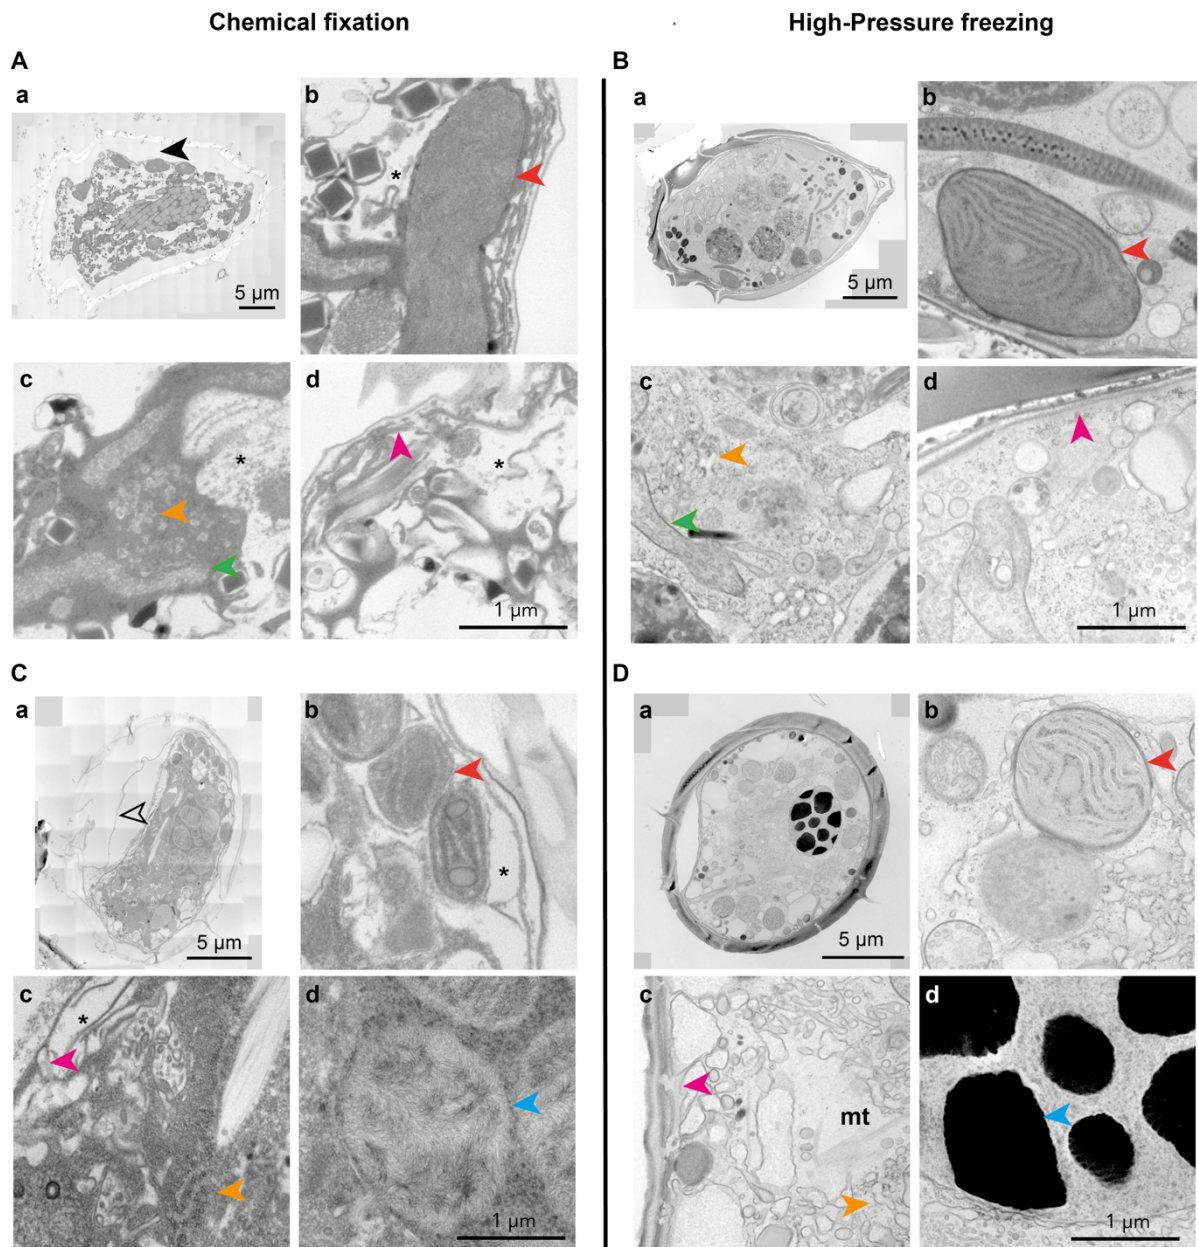 Chemical fixation
High-Pressure freezing
A
B
a
b
a
b
*
5 µm
5 µm
c
d
c
d
*
*
1 µm
1 µm
C
D
a
b
a
b
*
5 µm
5 µm
c
d
c
d
*
mt
1 µm
1 µm